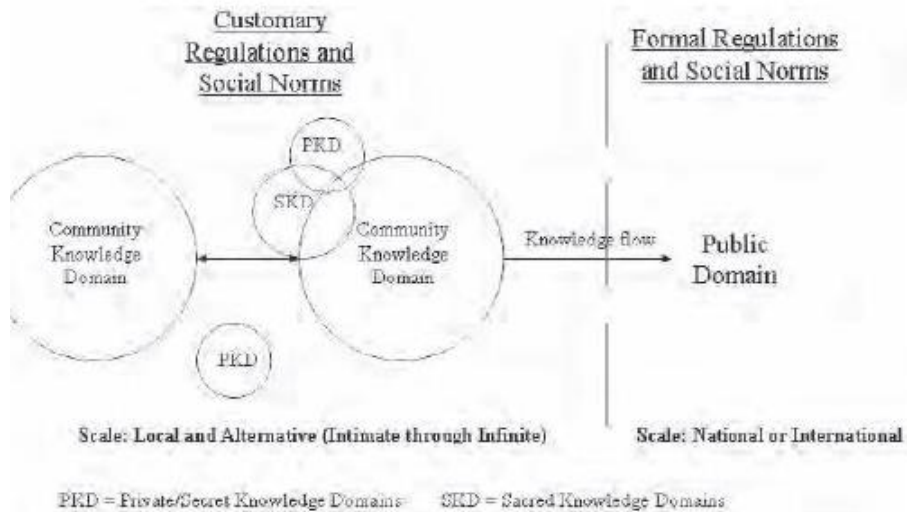 Customary
Regulations and
Social Norms
Formal Regulations
and Social Norms
PKD
SKD
Community
Knowledge
Domain
Community
Knowledge
Domain
Knowledge flow
Public
Domain
PKD
Scale: Local and Alternative (Intimate through Infinite)
Scale: National or International
PKD = Private/Secret Knowledge Domains
SKD = Sacred Knowledge Domains